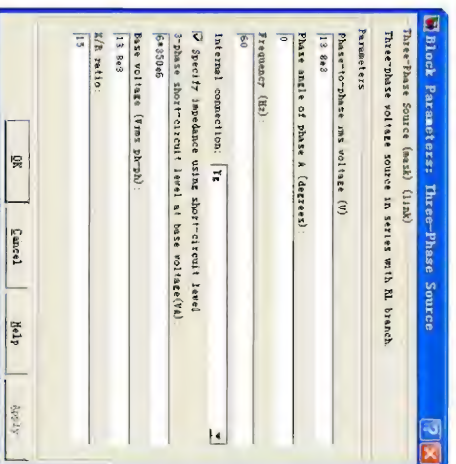 Block Parameters: Three-Phase Source
Three-Phase Source (mask) (link)
Three-phase voltage source in series with RL branch.
Parameters
Phase-to-phase rms voltage (V)
13.8e3
Phase angle of phase A (degrees):
0
Frequency (Hz):
60
Internal connection: Yg
Specify impedance using short-circuit level
3-phase short-circuit level at base voltage(VA)
6*350e6
Base voltage (Vrms ph-ph):
13.8e3
X/R ratio:
15
OK Cancel Help Apply